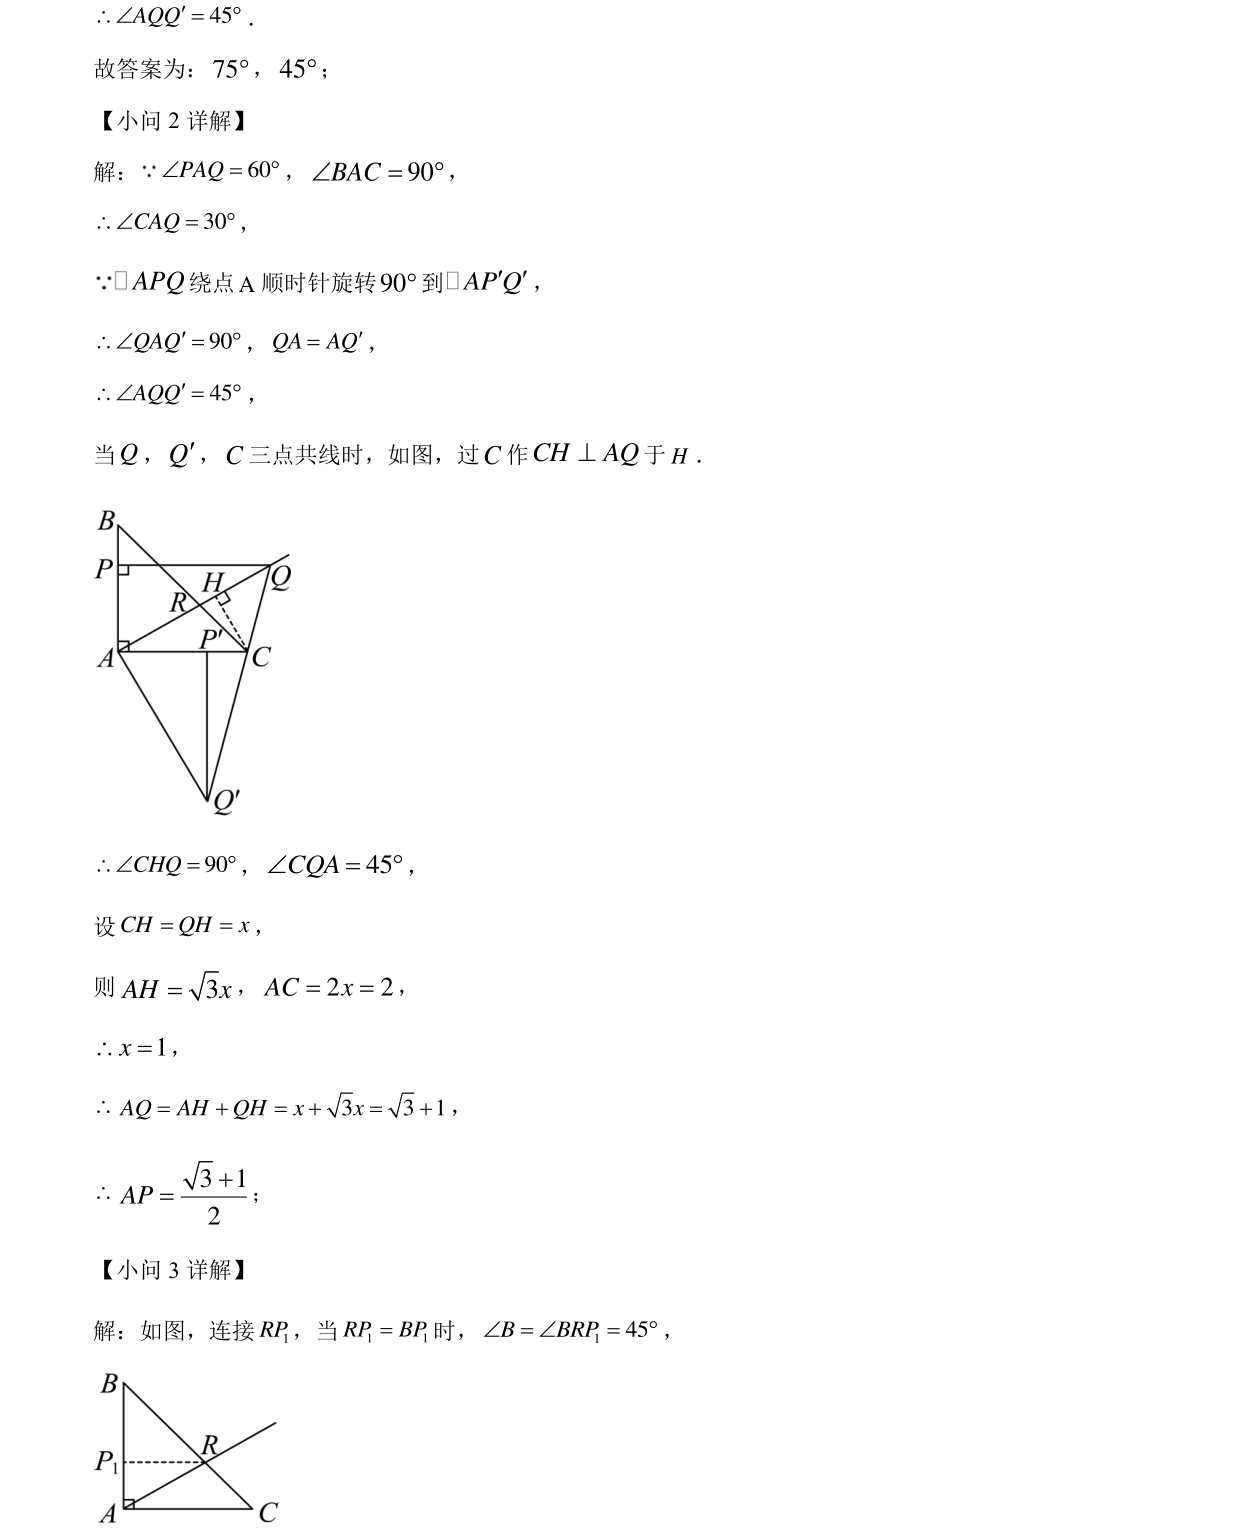 ∴∠AQQ′=45°.
故答案为：75°，45°；
【小问 2 详解】
解：∵∠PAQ=60°，∠BAC=90°，
∴∠CAQ=30°，
∵□APQ绕点A 顺时针旋转90°到□AP′Q′，
∴∠QAQ′=90°，QA=AQ′，
∴∠AQQ′=45°，
当Q，Q′，C三点共线时，如图，过C作CH⊥AQ于H．
B
P
Q
H
R
P′
A
C
Q′
∴∠CHQ=90°，∠CQA=45°，
设CH=QH=x，
则AH=√3x，AC=2x=2，
∴x=1，
∴AQ=AH+QH=x+√3x=√3+1，
∴AP=(√3+1)/2；
【小问 3 详解】
解：如图，连接RP₁，当RP₁=BP₁时，∠B=∠BRP₁=45°，
B
R
P₁
A
C